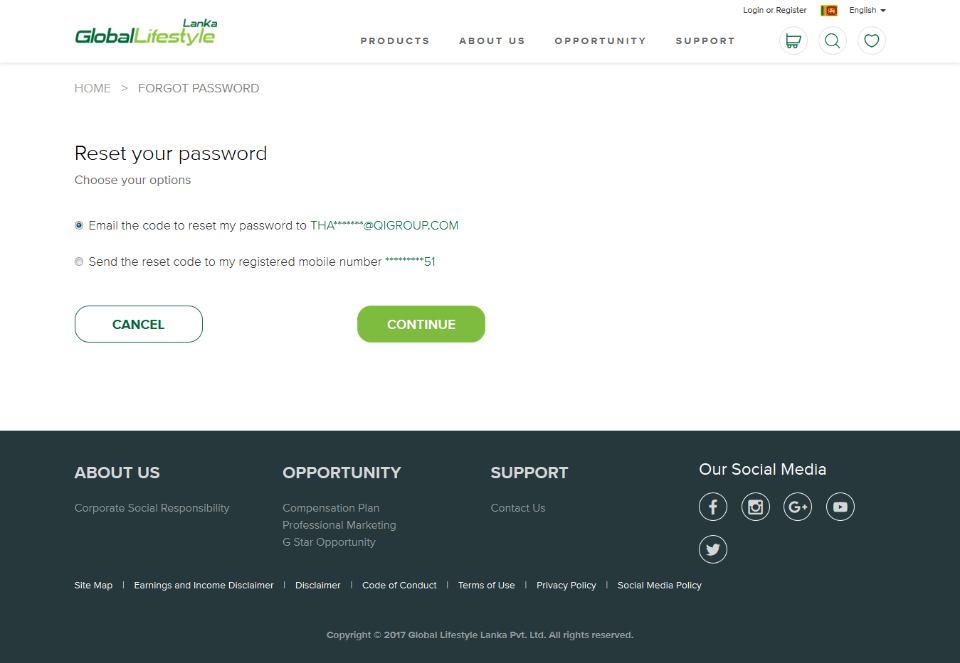 Login or Register English
Lanka
GlobalLifestyle
PRODUCTS ABOUT US OPPORTUNITY SUPPORT
HOME > FORGOT PASSWORD
Reset your password
Choose your options
Email the code to reset my password to THA*******@QIGROUP.COM
Send the reset code to my registered mobile number *********51
CANCEL CONTINUE
ABOUT US OPPORTUNITY SUPPORT Our Social Media
Corporate Social Responsibility Compensation Plan Contact Us
Professional Marketing
G Star Opportunity
Site Map | Earnings and Income Disclaimer | Disclaimer | Code of Conduct | Terms of Use | Privacy Policy | Social Media Policy
Copyright © 2017 Global Lifestyle Lanka Pvt. Ltd. All rights reserved.